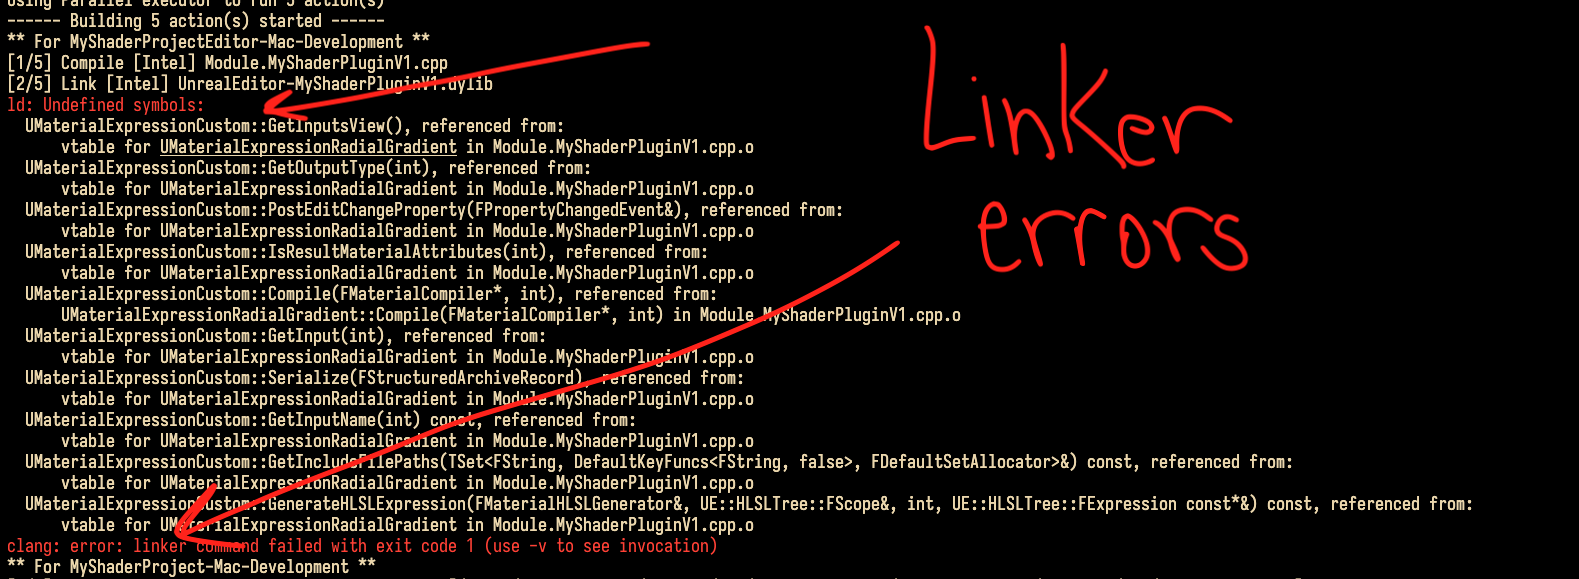 Using Parallel executor to run 5 action(s)
------ Building 5 action(s) started ------
** For MyShaderProjectEditor-Mac-Development **
[1/5] Compile [Intel] Module.MyShaderPluginV1.cpp
[2/5] Link [Intel] UnrealEditor-MyShaderPluginV1.dylib
ld: Undefined symbols:
UMaterialExpressionCustom::GetInputsView(), referenced from:
vtable for UMaterialExpressionRadialGradient in Module.MyShaderPluginV1.cpp.o
UMaterialExpressionCustom::GetOutputType(int), referenced from:
vtable for UMaterialExpressionRadialGradient in Module.MyShaderPluginV1.cpp.o
UMaterialExpressionCustom::PostEditChangeProperty(FPropertyChangedEvent&), referenced from:
vtable for UMaterialExpressionRadialGradient in Module.MyShaderPluginV1.cpp.o
UMaterialExpressionCustom::IsResultMaterialAttributes(int), referenced from:
vtable for UMaterialExpressionRadialGradient in Module.MyShaderPluginV1.cpp.o
UMaterialExpressionCustom::Compile(FMaterialCompiler*, int), referenced from:
UMaterialExpressionRadialGradient::Compile(FMaterialCompiler*, int) in Module.MyShaderPluginV1.cpp.o
UMaterialExpressionCustom::GetInput(int), referenced from:
vtable for UMaterialExpressionRadialGradient in Module.MyShaderPluginV1.cpp.o
UMaterialExpressionCustom::Serialize(FStructuredArchiveRecord), referenced from:
vtable for UMaterialExpressionRadialGradient in Module.MyShaderPluginV1.cpp.o
UMaterialExpressionCustom::GetInputName(int) const, referenced from:
vtable for UMaterialExpressionRadialGradient in Module.MyShaderPluginV1.cpp.o
UMaterialExpressionCustom::GetIncludeFilePaths(TSet<FString, DefaultKeyFuncs<FString, false>, FDefaultSetAllocator>&) const, referenced from:
vtable for UMaterialExpressionRadialGradient in Module.MyShaderPluginV1.cpp.o
UMaterialExpressionCustom::GenerateHLSLExpression(FMaterialHLSLGenerator&, UE::HLSLTree::FScope&, int, UE::HLSLTree::FExpression const*&) const, referenced from:
vtable for UMaterialExpressionRadialGradient in Module.MyShaderPluginV1.cpp.o
clang: error: linker command failed with exit code 1 (use -v to see invocation)
** For MyShaderProject-Mac-Development **
Linker
errors